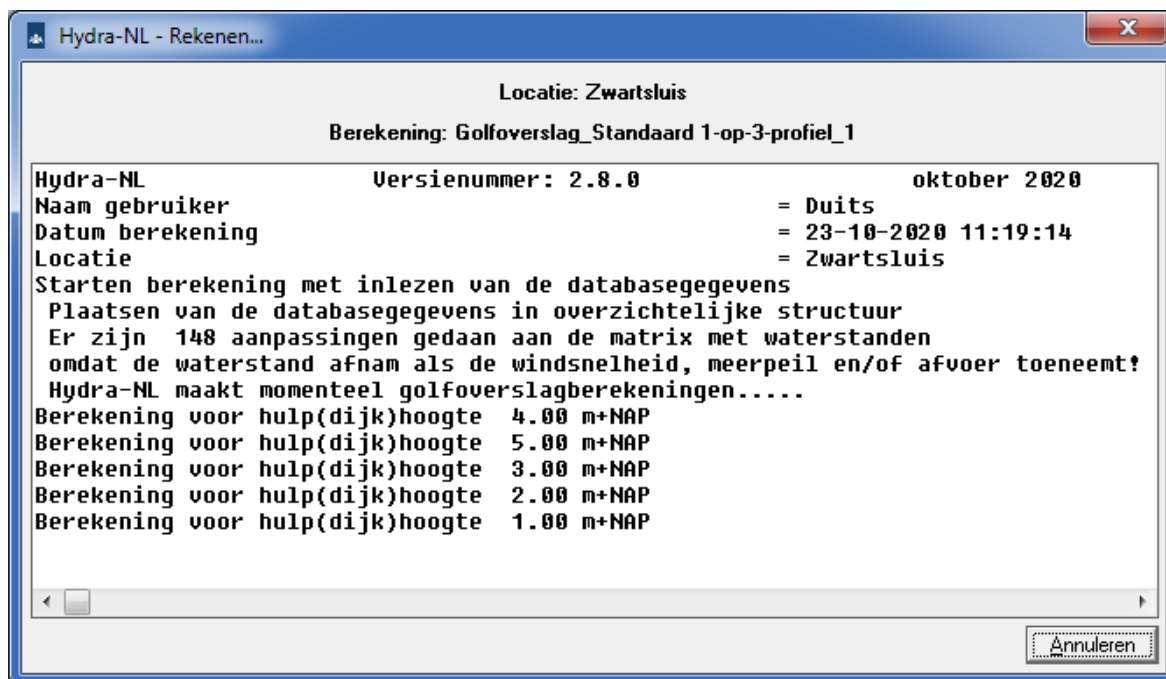 Hydra-NL - Rekenen...
Locatie: Zwartsluis
Berekening: Golfoverslag_Standaard 1-op-3-profiel_1
Hydra-NL Versienummer: 2.8.0 oktober 2020
Naam gebruiker = Duits
Datum berekening = 23-10-2020 11:19:14
Locatie = Zwartsluis
Starten berekening met inlezen van de databasegegevens
Plaatsen van de databasegegevens in overzichtelijke structuur
Er zijn 148 aanpassingen gedaan aan de matrix met waterstanden
omdat de waterstand afnam als de windsnelheid, meerpeil en/of afvoer toeneemt!
Hydra-NL maakt momenteel golfoverslagberekeningen.....
Berekening voor hulp(dijk)hoogte 4.00 m+NAP
Berekening voor hulp(dijk)hoogte 5.00 m+NAP
Berekening voor hulp(dijk)hoogte 3.00 m+NAP
Berekening voor hulp(dijk)hoogte 2.00 m+NAP
Berekening voor hulp(dijk)hoogte 1.00 m+NAP
Annuleren